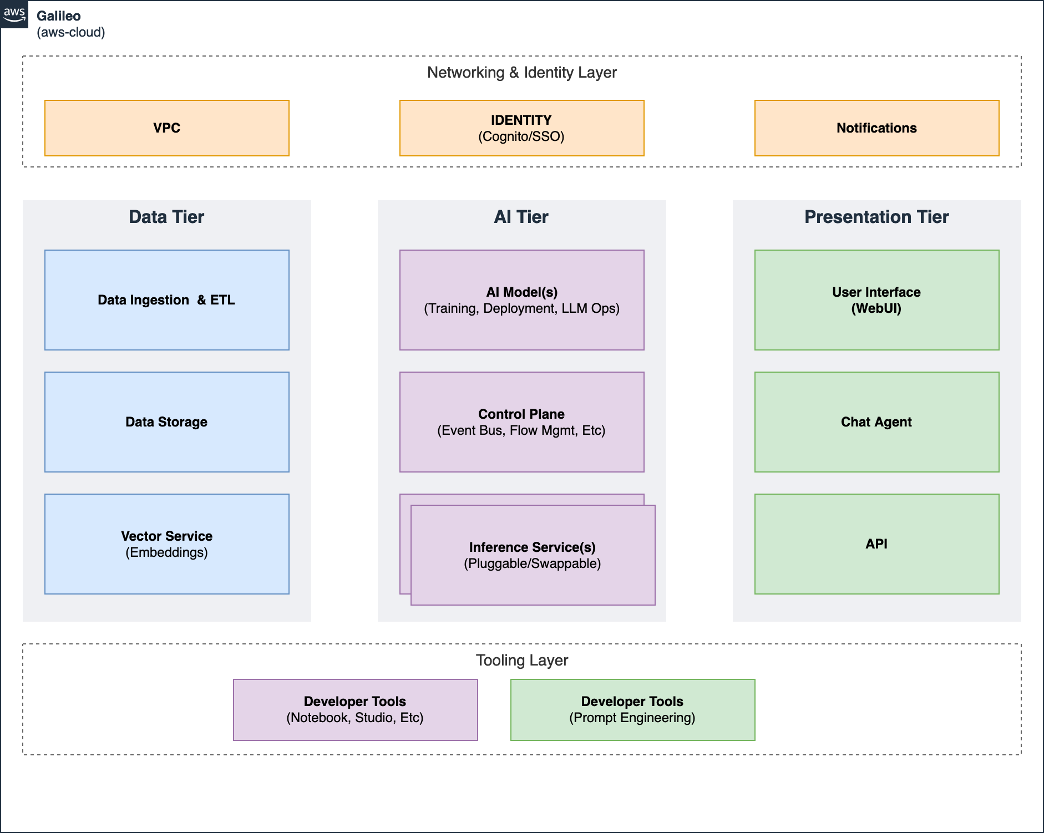 aws
Galileo
(aws-cloud)
Networking & Identity Layer
VPC
IDENTITY
(Cognito/SSO)
Notifications
Data Tier
Data Ingestion & ETL
Data Storage
Vector Service
(Embeddings)
AI Tier
AI Model(s)
(Training, Deployment, LLM Ops)
Control Plane
(Event Bus, Flow Mgmt, Etc)
Inference Service(s)
(Pluggable/Swappable)
Presentation Tier
User Interface
(WebUI)
Chat Agent
API
Tooling Layer
Developer Tools
(Notebook, Studio, Etc)
Developer Tools
(Prompt Engineering)